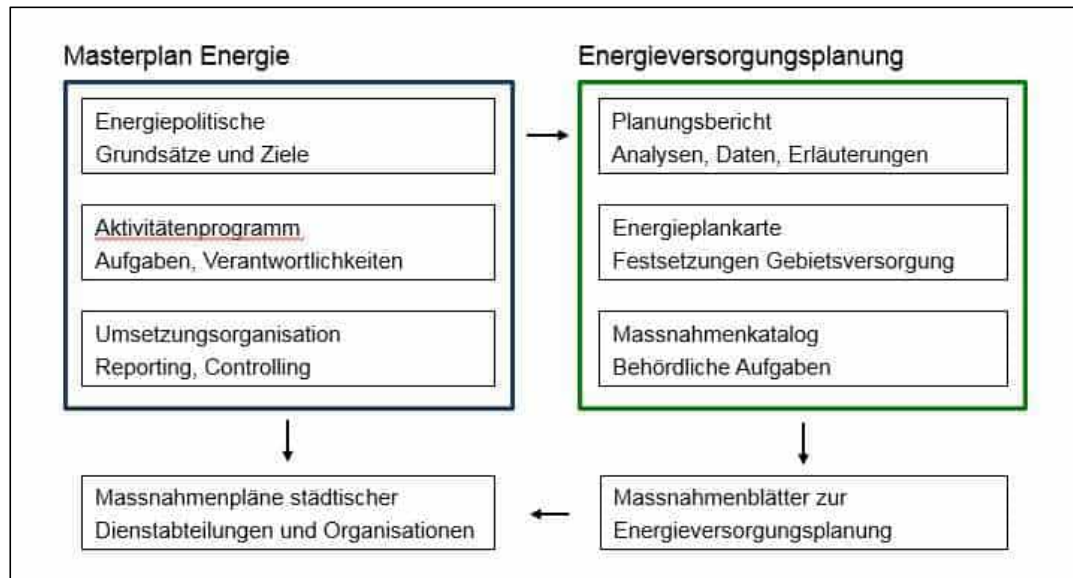 Masterplan Energie
Energiepolitische
Grundsätze und Ziele
Aktivitätenprogramm
Aufgaben, Verantwortlichkeiten
Umsetzungsorganisation
Reporting, Controlling
Energieversorgungsplanung
Planungsbericht
Analysen, Daten, Erläuterungen
Energieplankarte
Festsetzungen Gebietsversorgung
Massnahmenkatalog
Behördliche Aufgaben
Massnahmenpläne städtischer
Dienstabteilungen und Organisationen
Massnahmenblätter zur
Energieversorgungsplanung